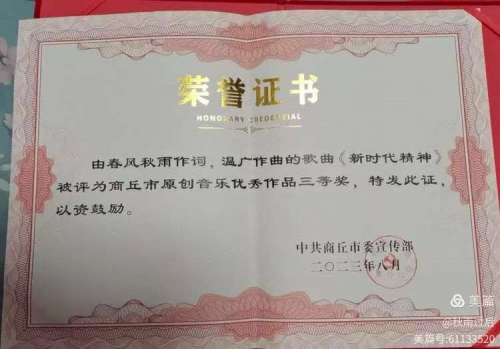 荣誉证书
HONORARY CREDENTIAL
由春风秋雨作词，温广作曲的歌曲《新时代精神》
被评为商丘市原创音乐优秀作品三等奖，特发此证，
以资鼓励。
中共商丘市委宣传部
二〇二三年八月
美篇
@秋雨过后
美篇号:61133520